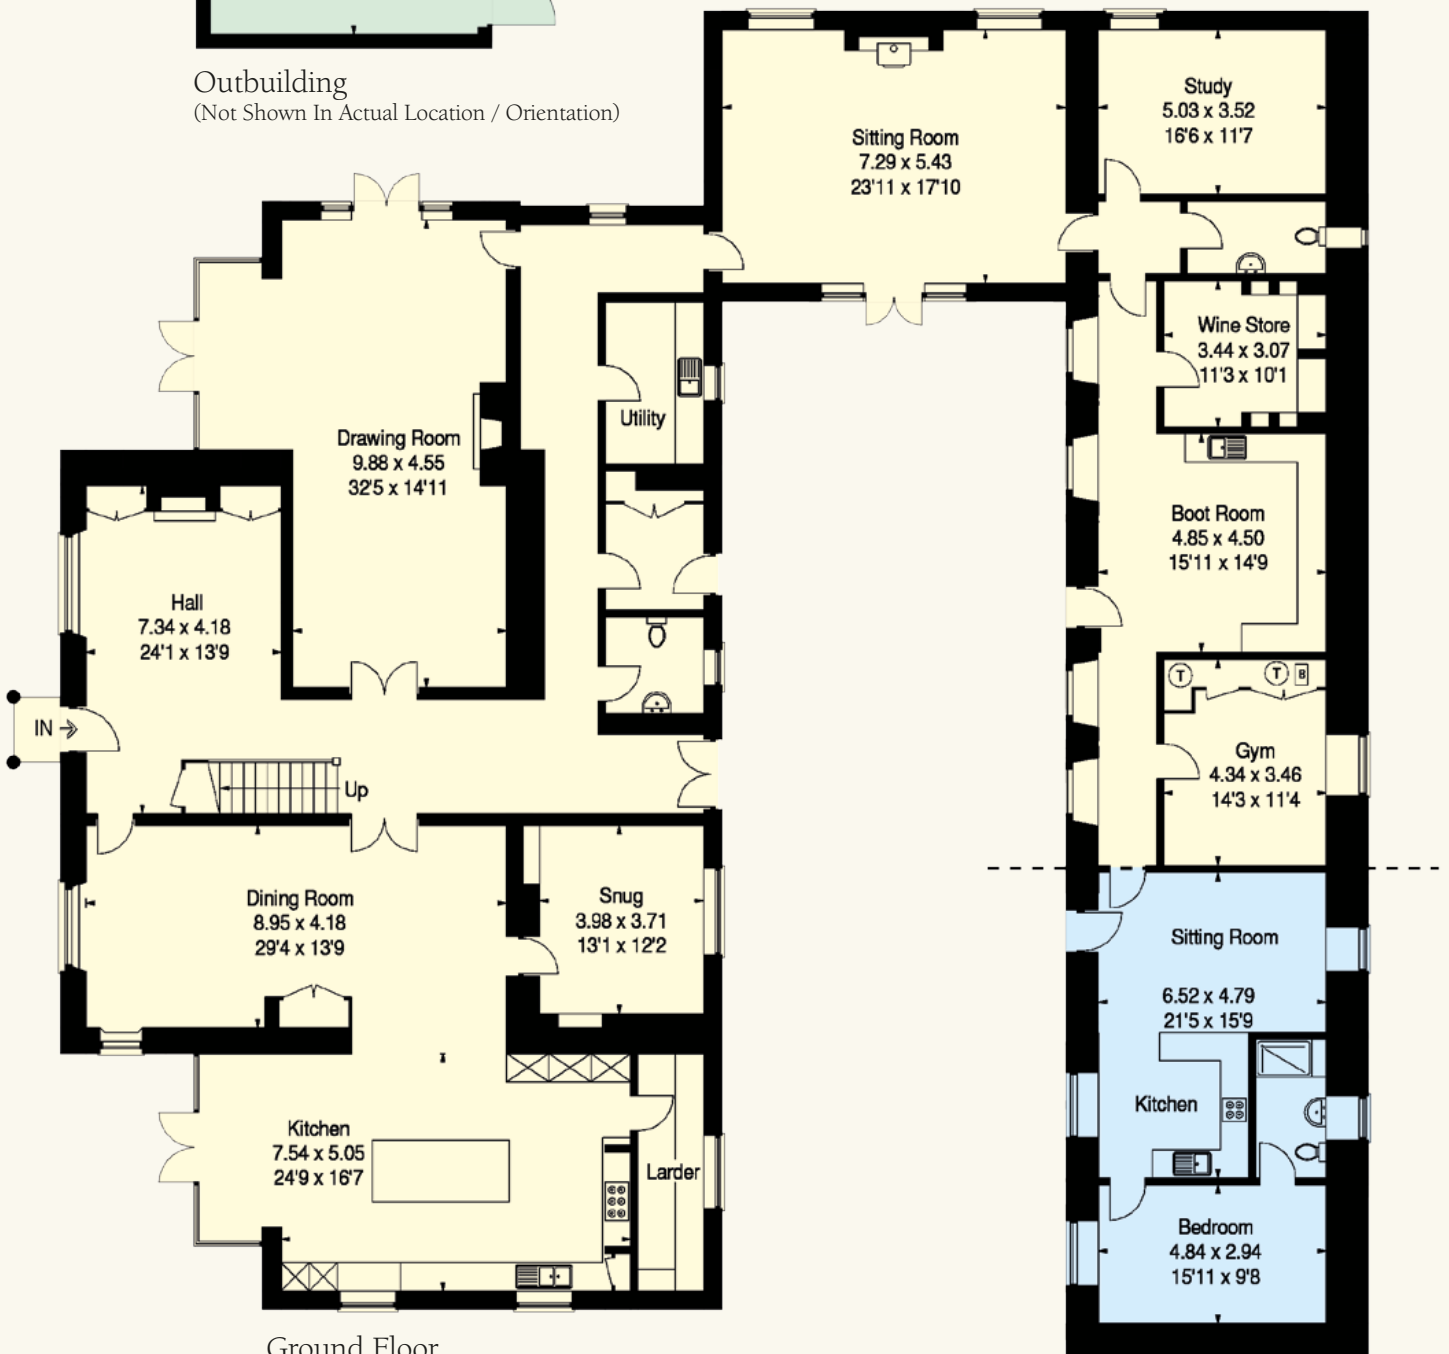 Outbuilding
(Not Shown In Actual Location / Orientation)
Study
5.03 x 3.52
16'6 x 11'7
Sitting Room
7.29 x 5.43
23'11 x 17'10
Wine Store
3.44 x 3.07
11'3 x 10'1
Utility
Drawing Room
9.88 x 4.55
32'5 x 14'11
Boot Room
4.85 x 4.50
15'11 x 14'9
Hall
7.34 x 4.18
24'1 x 13'9
T
T
B
IN
Gym
4.34 x 3.46
14'3 x 11'4
Up
Dining Room
8.95 x 4.18
29'4 x 13'9
Snug
3.98 x 3.71
13'1 x 12'2
Sitting Room
6.52 x 4.79
21'5 x 15'9
Kitchen
Kitchen
7.54 x 5.05
24'9 x 16'7
Larder
Bedroom
4.84 x 2.94
15'11 x 9'8
Ground Floor